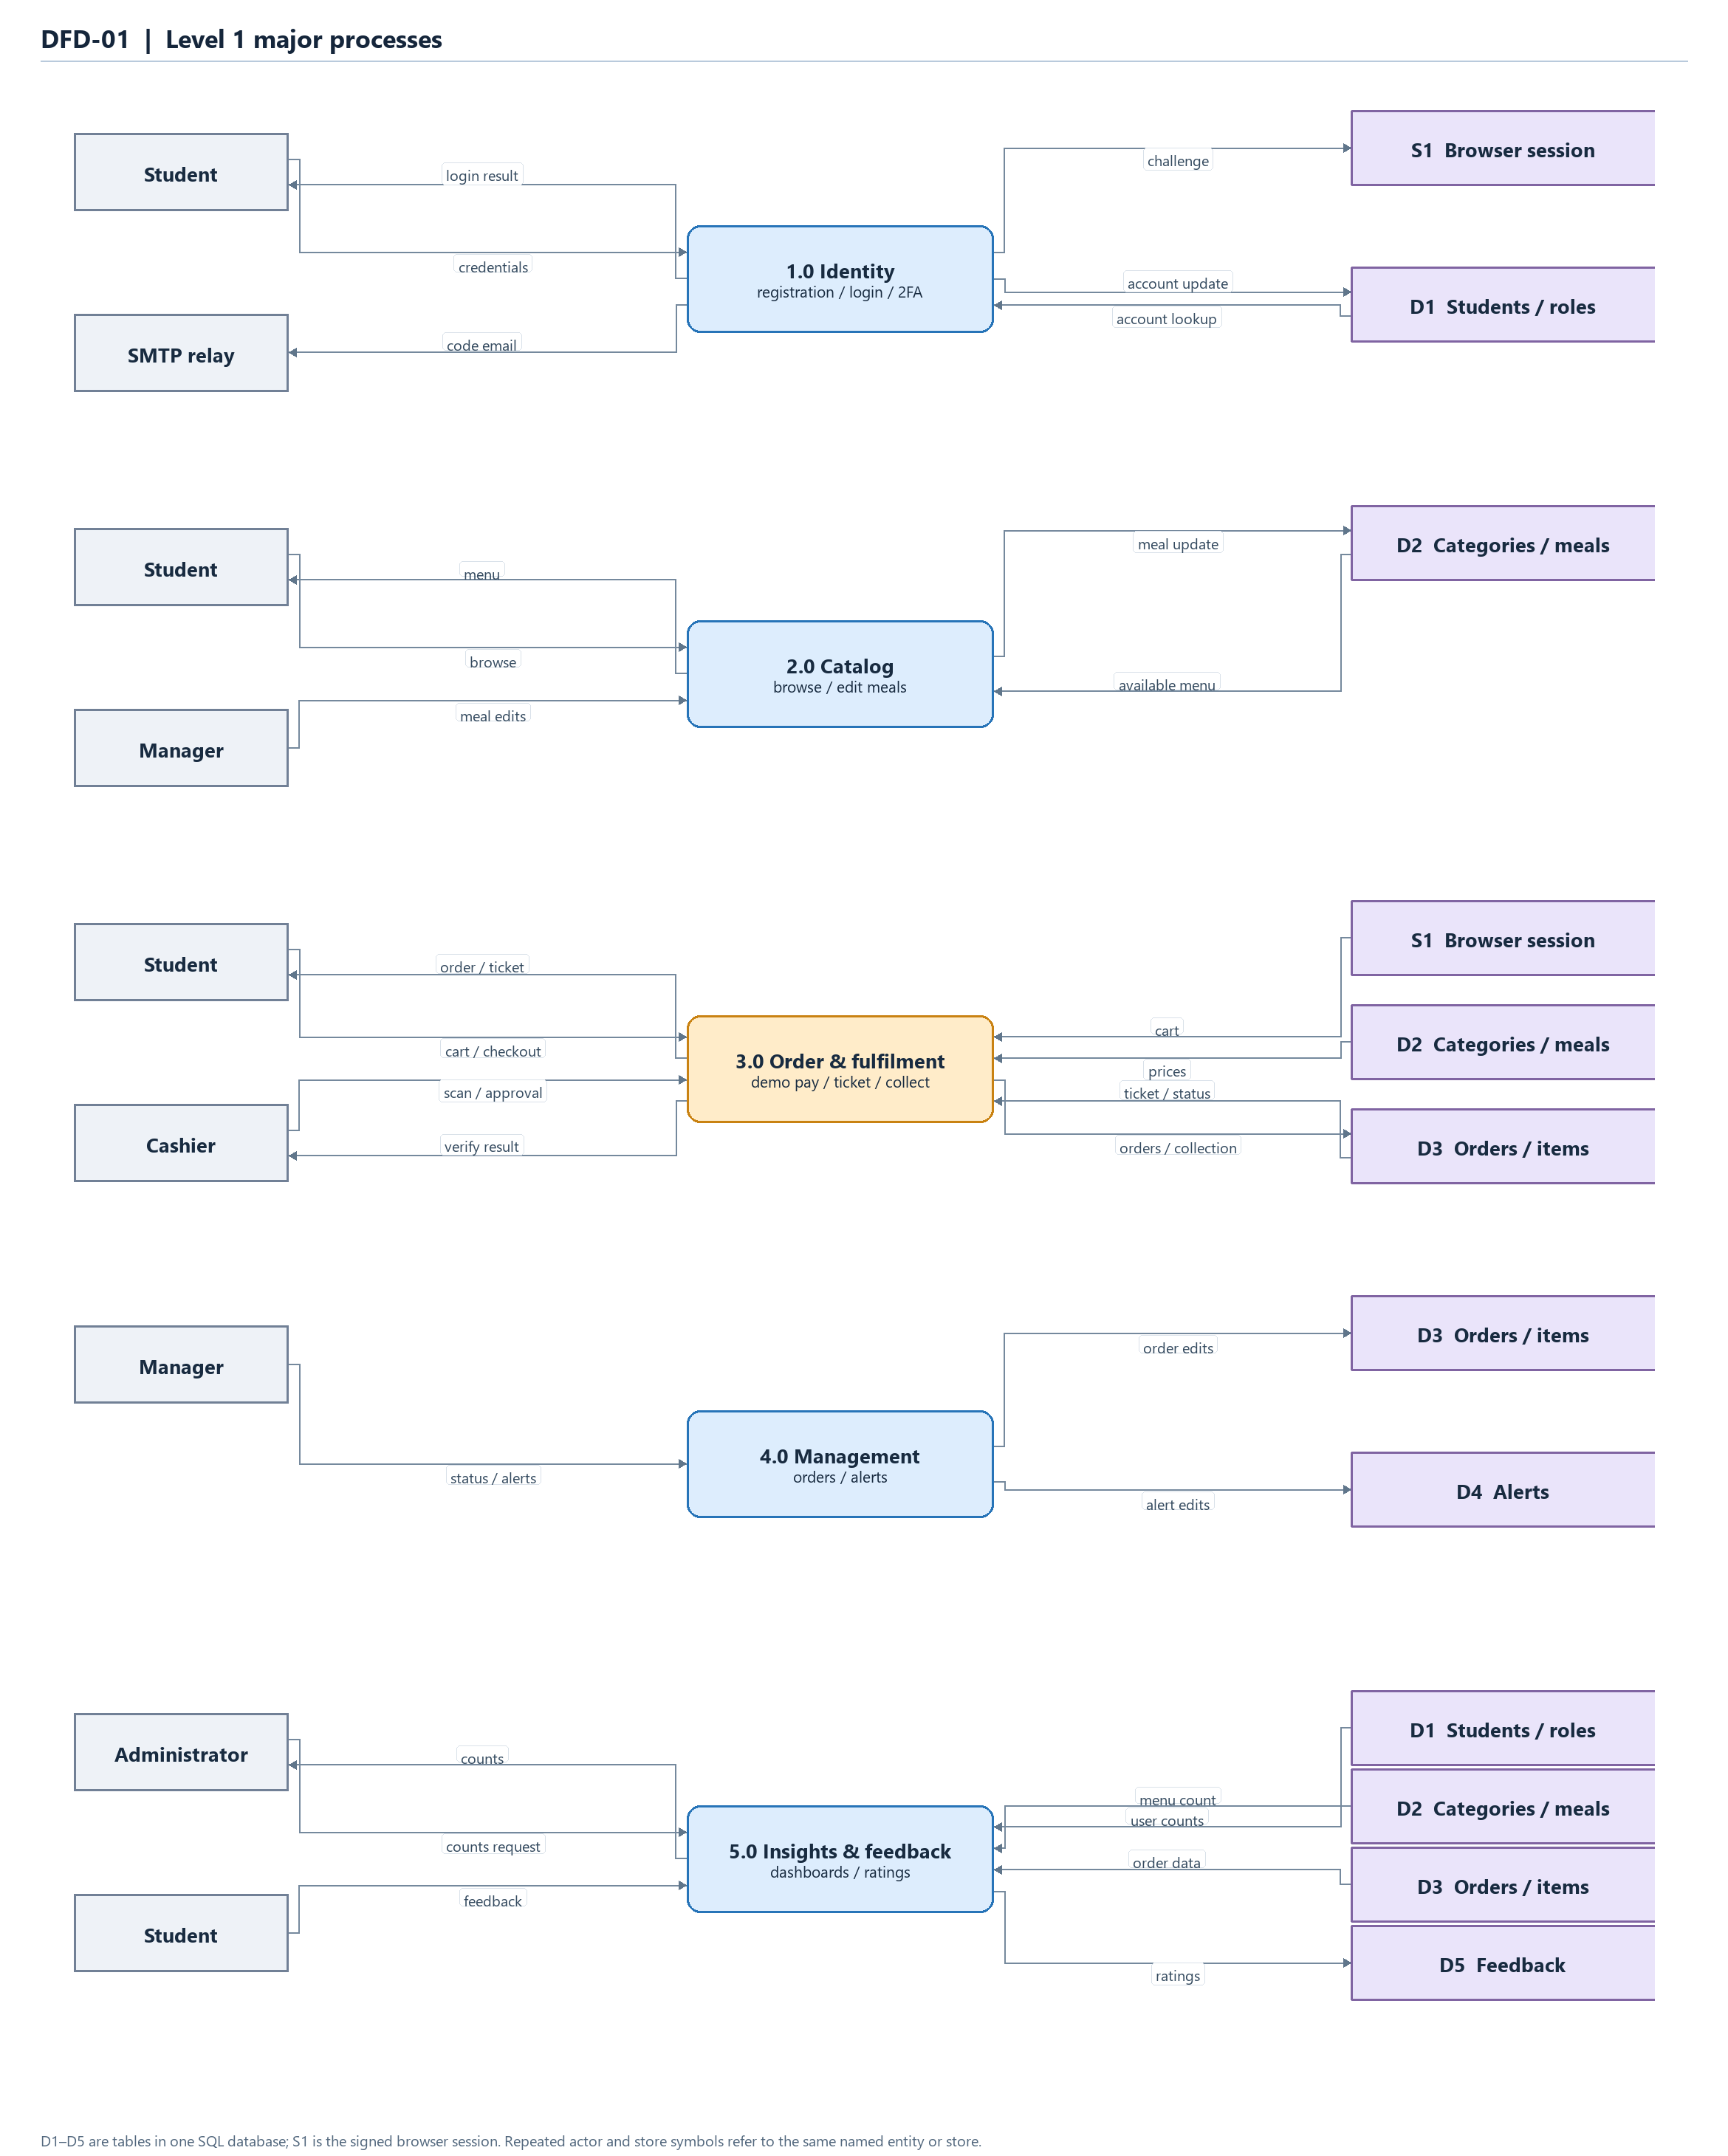 DFD-01 | Level 1 major processes
S1 Browser session
challenge
Student
login result
credentials
1.0 Identity
registration / login / 2FA
account update
account lookup
D1 Students / roles
SMTP relay
code email
D2 Categories / meals
meal update
Student
menu
browse
2.0 Catalog
browse / edit meals
available menu
Manager
meal edits
S1 Browser session
Student
order / ticket
cart / checkout
cart
D2 Categories / meals
3.0 Order & fulfilment
demo pay / ticket / collect
prices
ticket / status
scan / approval
Cashier
verify result
orders / collection
D3 Orders / items
D3 Orders / items
order edits
Manager
status / alerts
4.0 Management
orders / alerts
alert edits
D4 Alerts
D1 Students / roles
Administrator
counts
counts request
menu count
user counts
D2 Categories / meals
5.0 Insights & feedback
dashboards / ratings
order data
D3 Orders / items
Student
feedback
ratings
D5 Feedback
D1–D5 are tables in one SQL database; S1 is the signed browser session. Repeated actor and store symbols refer to the same named entity or store.